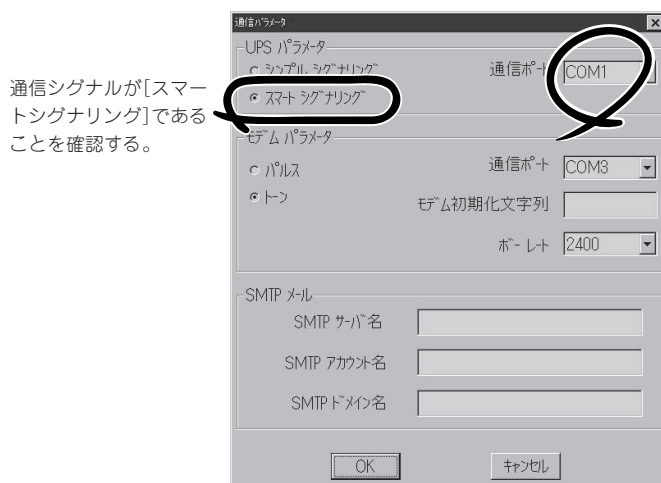 通信ﾊﾟﾗﾒｰﾀ
UPS ﾊﾟﾗﾒｰﾀ
ｼﾝﾌﾟﾙ ｼｸﾞﾅﾘﾝｸﾞ
通信ﾎﾟｰﾄ COM1
ｽﾏｰﾄ ｼｸﾞﾅﾘﾝｸﾞ
通信シグナルが[スマー
トシグナリング]である
ことを確認する。
ﾓﾃﾞﾑ ﾊﾟﾗﾒｰﾀ
ﾊﾟﾙｽ
通信ﾎﾟｰﾄ COM3
ﾄｰﾝ
ﾓﾃﾞﾑ初期化文字列
ﾎﾞｰ ﾚｰﾄ 2400
SMTP ﾒｰﾙ
SMTP ｻｰﾊﾞ名
SMTP ｱｶｳﾝﾄ名
SMTP ﾄﾞﾒｲﾝ名
OK ｷｬﾝｾﾙ